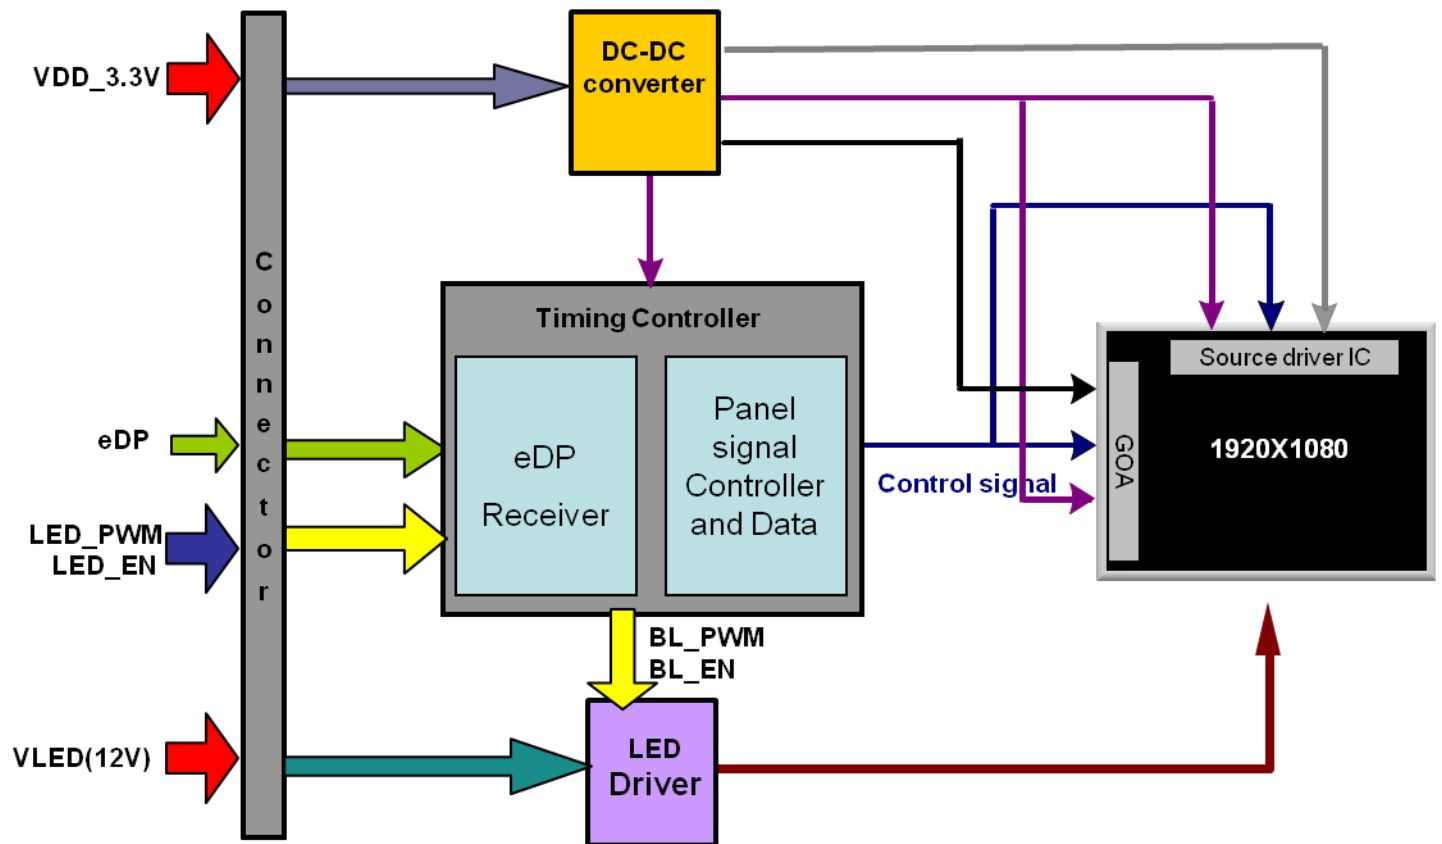 VDD_3.3V
DC-DC
converter
Connector
Timing Controller
eDP
Receiver
Panel
signal
Controller
and Data
eDP
LED_PWM
LED_EN
Control signal
Source driver IC
GOA
1920X1080
BL_PWM
BL_EN
VLED(12V)
LED
Driver